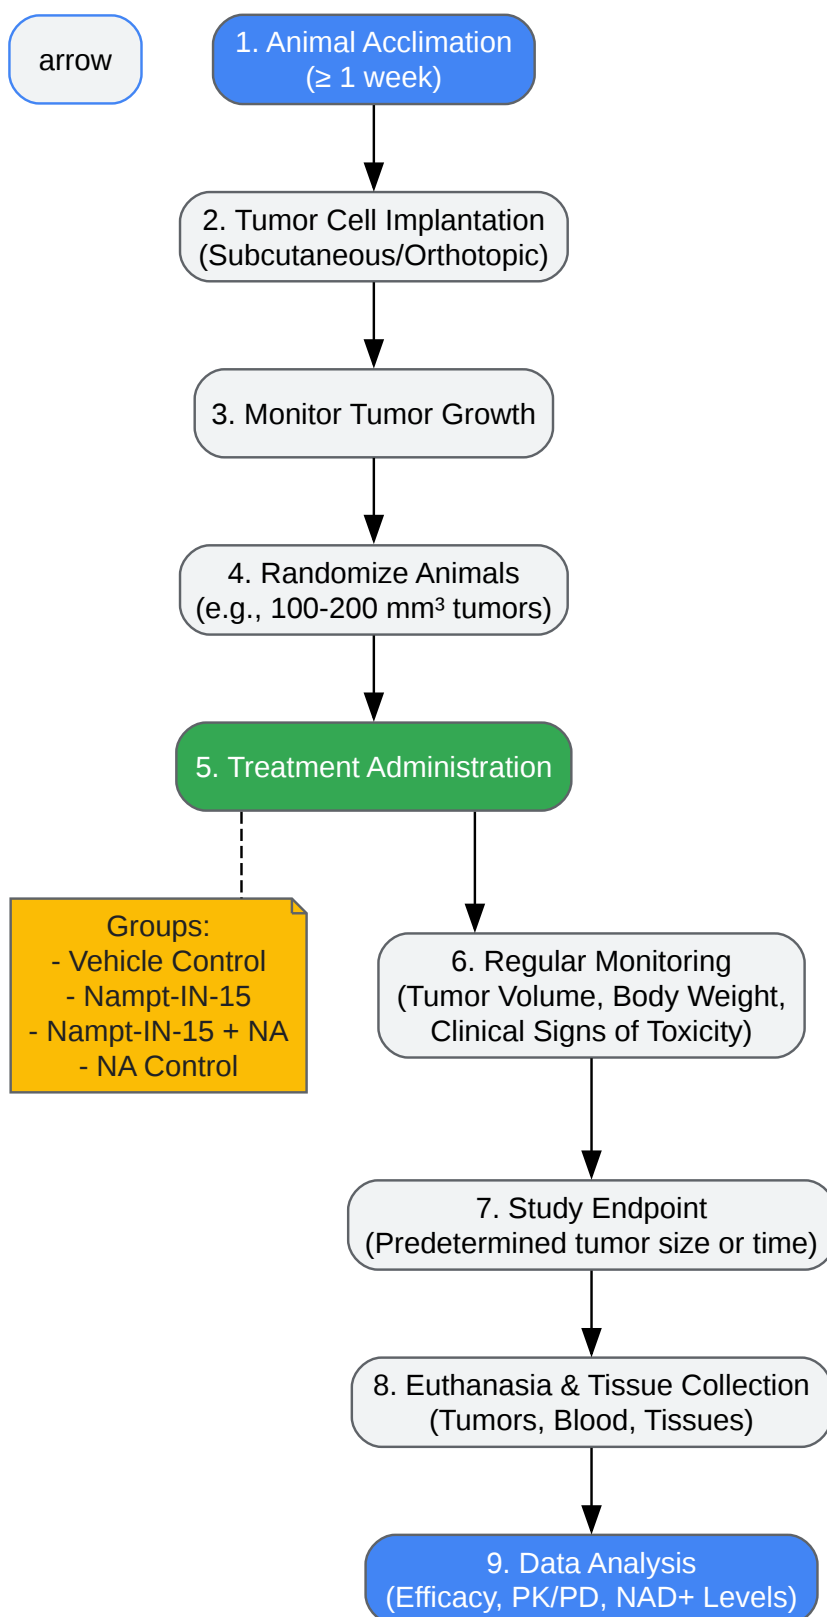 arrow
1. Animal Acclimation
(≥ 1 week)
2. Tumor Cell Implantation
(Subcutaneous/Orthotopic)
3. Monitor Tumor Growth
4. Randomize Animals
(e.g., 100-200 mm³ tumors)
5. Treatment Administration
Groups:
- Vehicle Control
- Nampt-IN-15
- Nampt-IN-15 + NA
- NA Control
6. Regular Monitoring
(Tumor Volume, Body Weight,
Clinical Signs of Toxicity)
7. Study Endpoint
(Predetermined tumor size or time)
8. Euthanasia & Tissue Collection
(Tumors, Blood, Tissues)
9. Data Analysis
(Efficacy, PK/PD, NAD+ Levels)